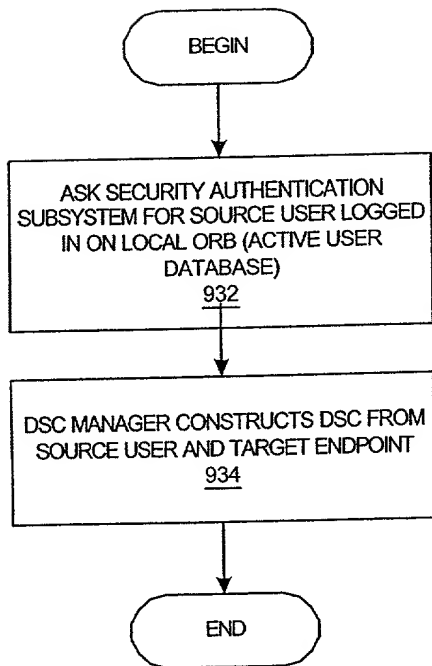 BEGIN
ASK SECURITY AUTHENTICATION
SUBSYSTEM FOR SOURCE USER LOGGED
IN ON LOCAL ORB (ACTIVE USER
DATABASE)
932
DSC MANAGER CONSTRUCTS DSC FROM
SOURCE USER AND TARGET ENDPOINT
934
END